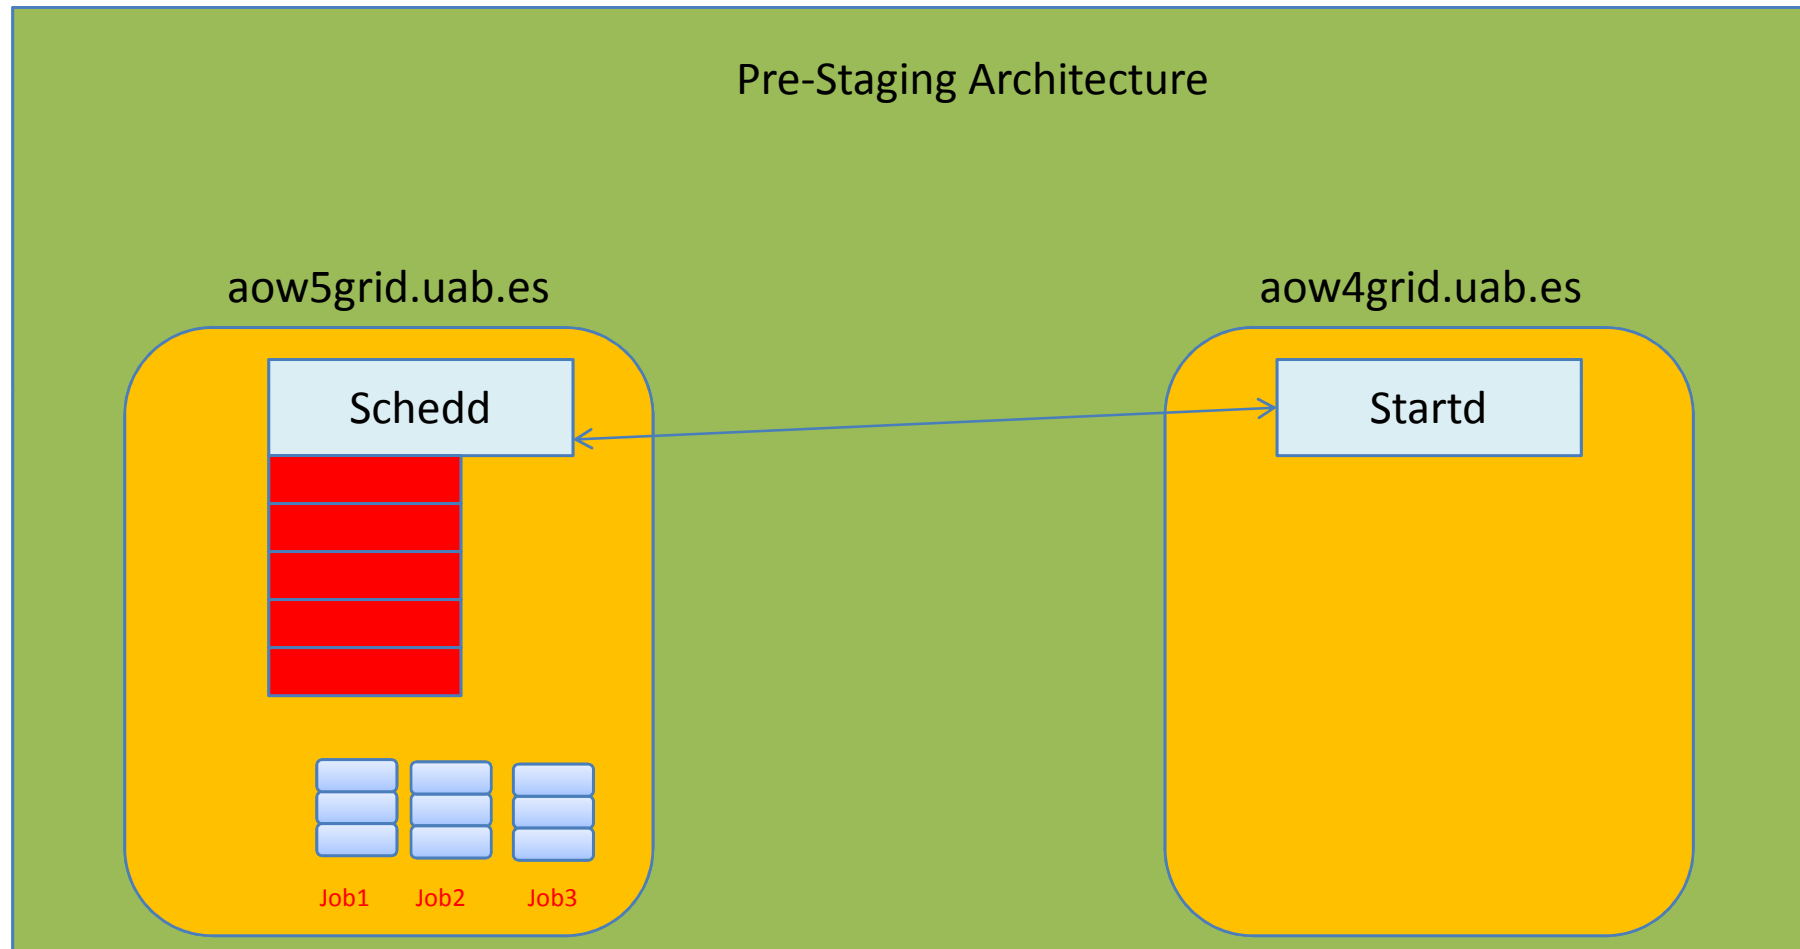 Pre-Staging Architecture
aow5grid.uab.es
aow4grid.uab.es
Schedd
Startd
Job1
Job2
Job3